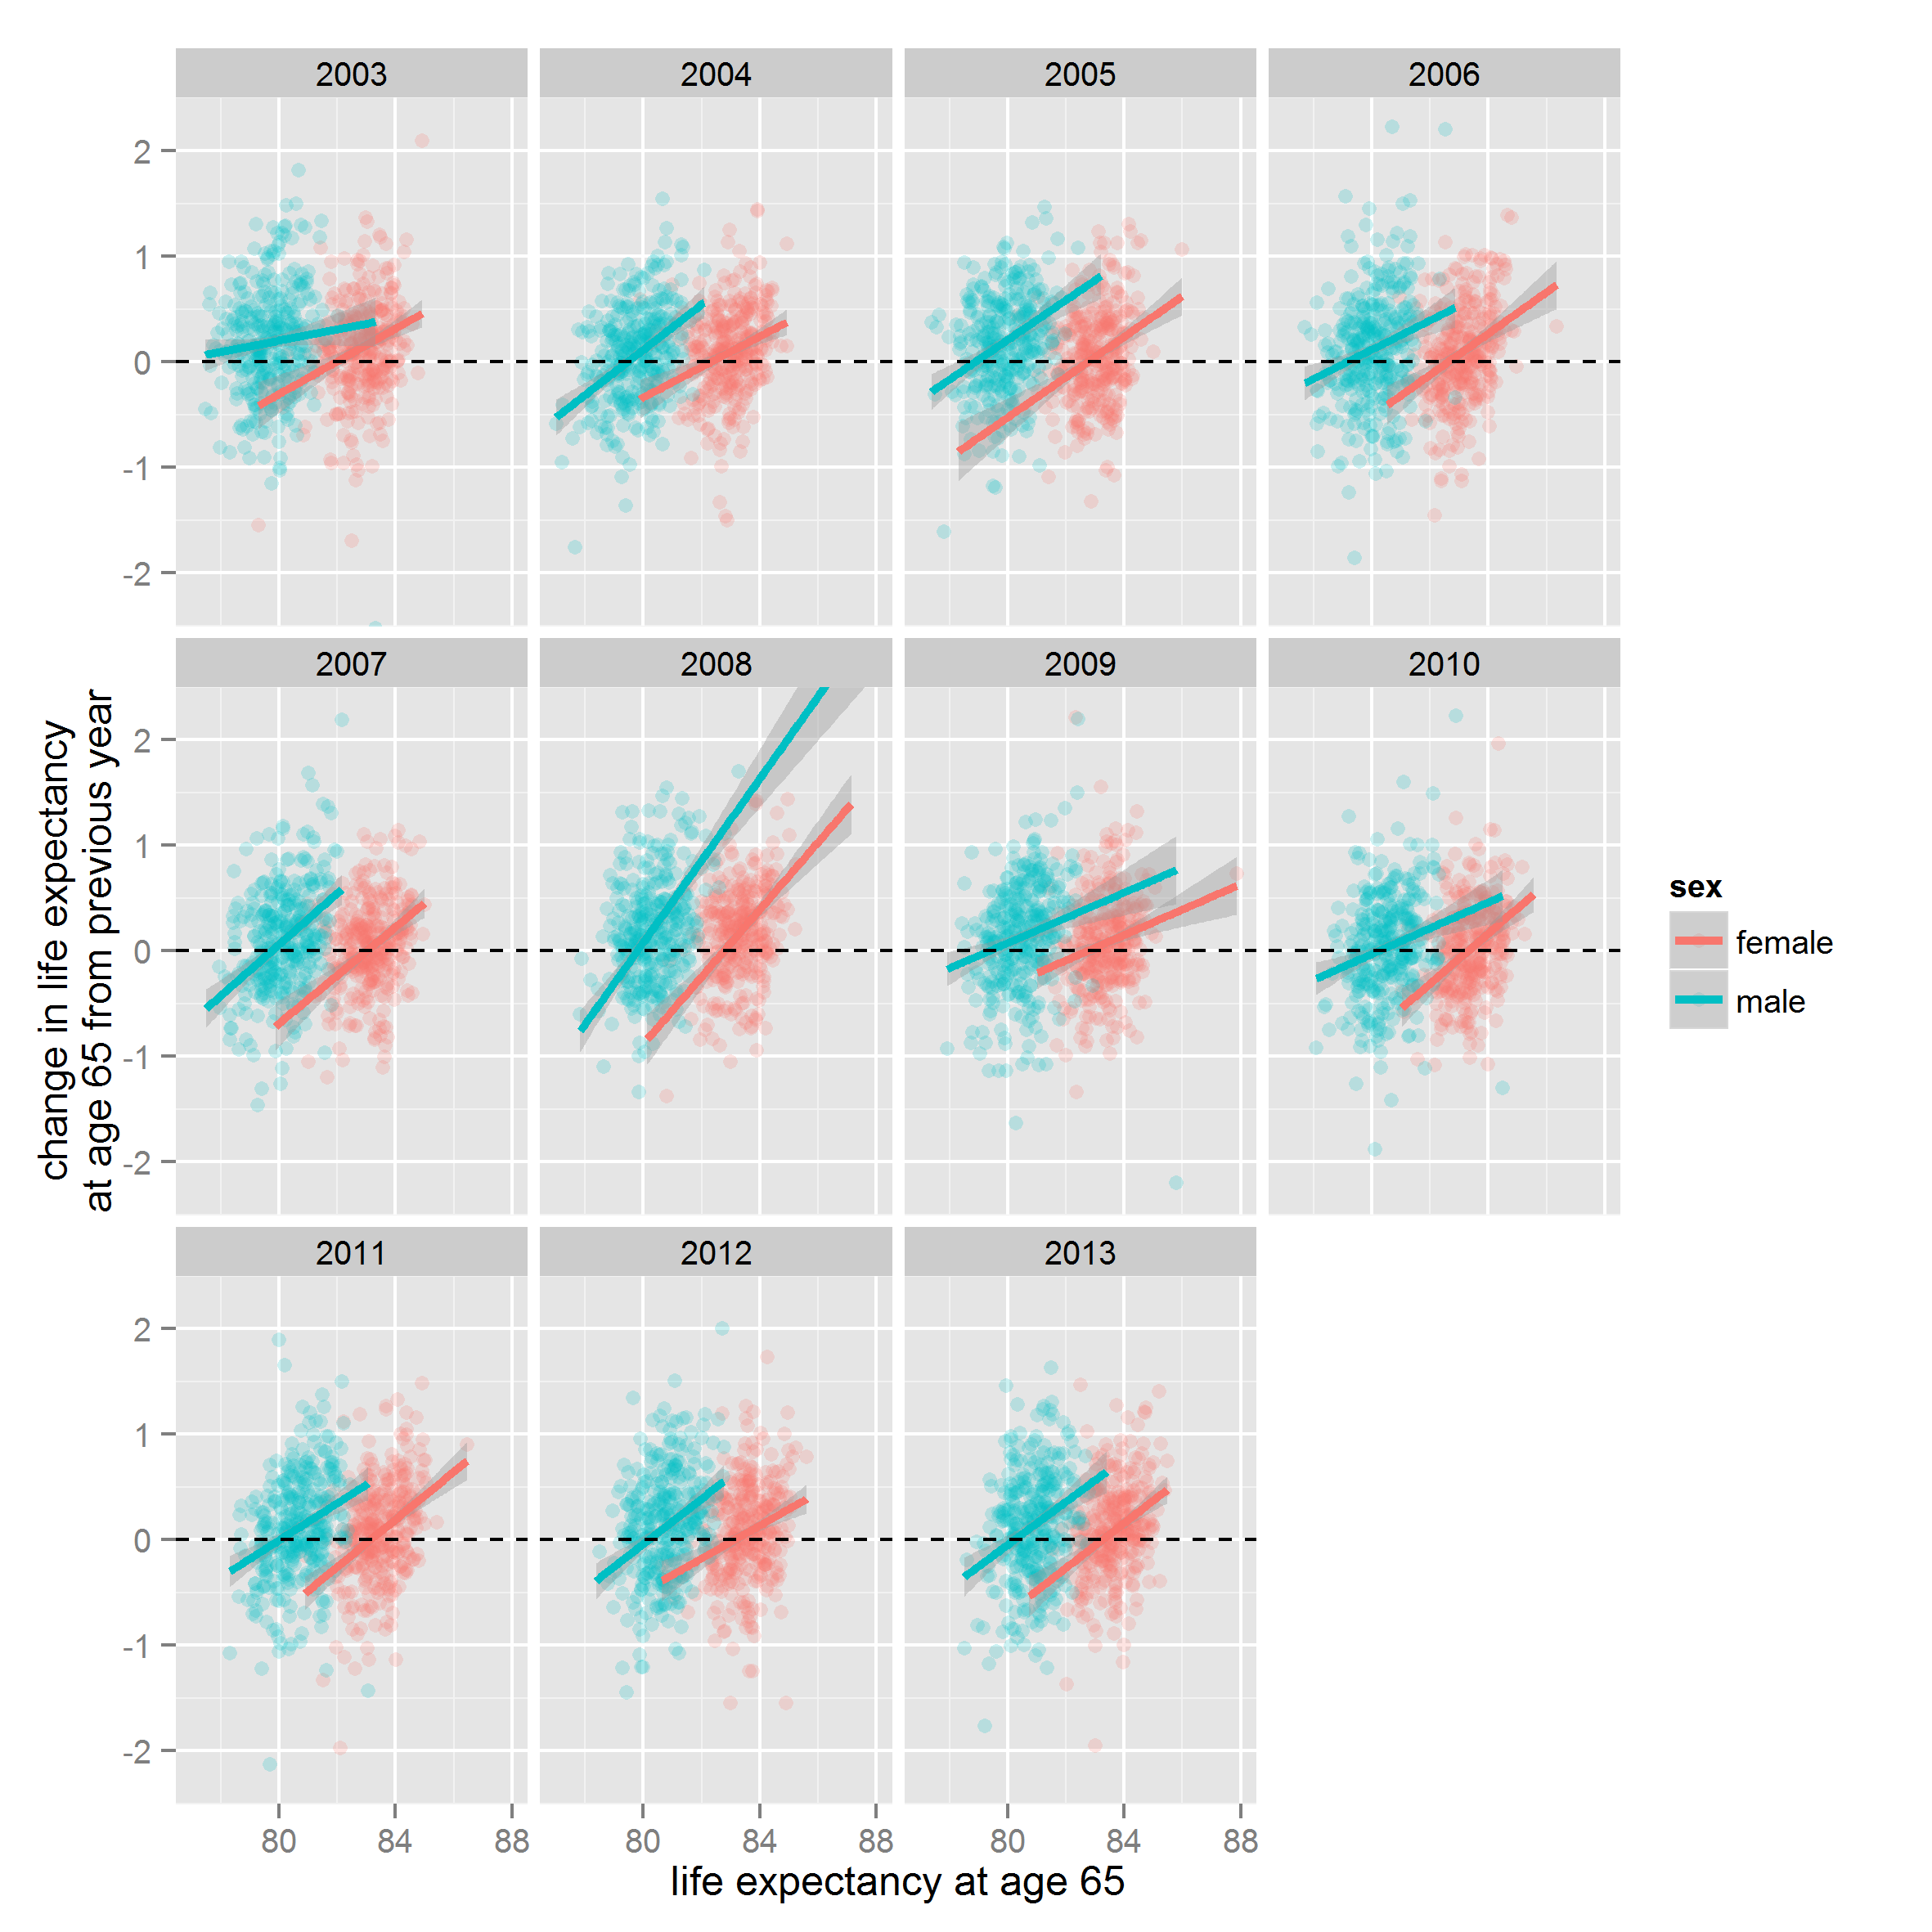 2003 2004 2005 2006
2
1
0
-1
-2
2007 2008 2009 2010
2
1
0
-1
-2
2011 2012 2013
2
1
0
-1
-2
80 84 88 80 84 88 80 84 88
life expectancy at age 65
change in life expectancy
at age 65 from previous year
sex
female
male